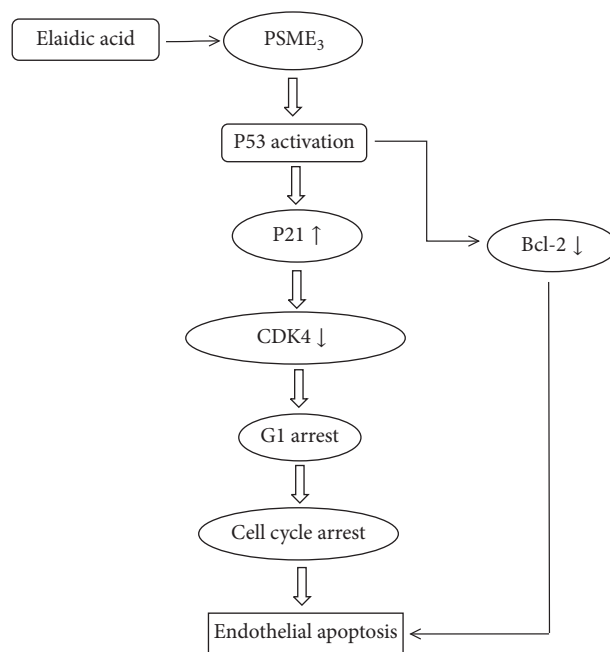 Elaidic acid
PSME₃
P53 activation
P21 ↑
Bcl-2 ↓
CDK4 ↓
G1 arrest
Cell cycle arrest
Endothelial apoptosis